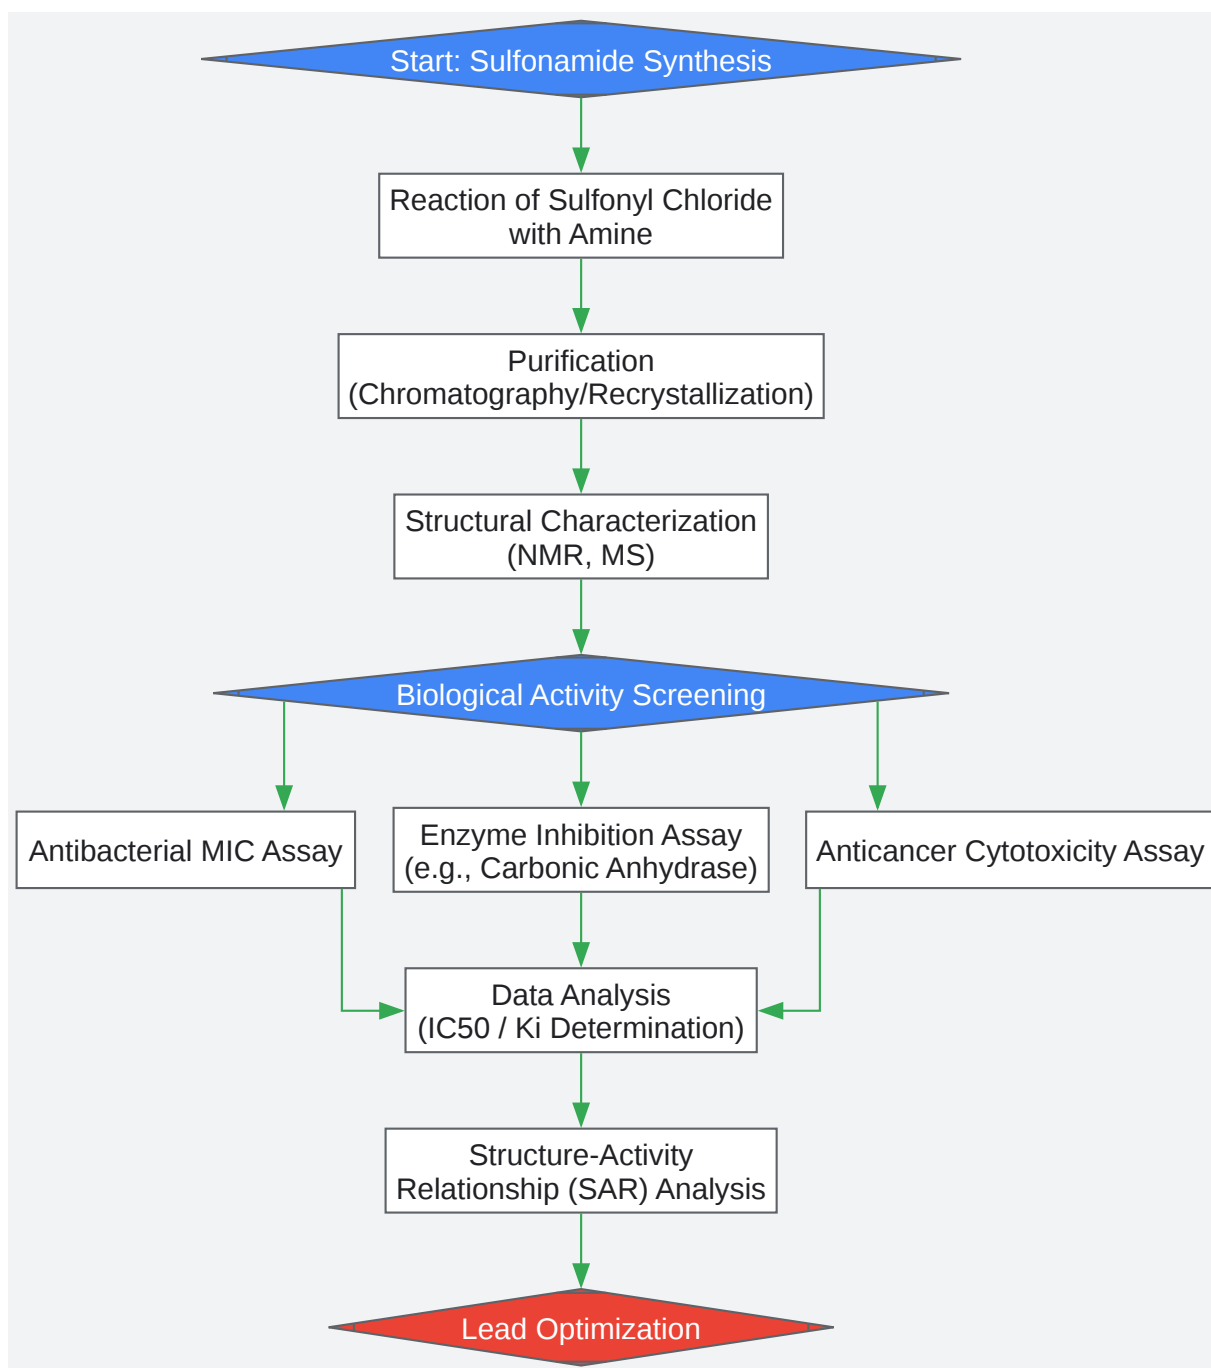 Start: Sulfonamide Synthesis
Reaction of Sulfonyl Chloride
with Amine
Purification
(Chromatography/Recrystallization)
Structural Characterization
(NMR, MS)
Biological Activity Screening
Antibacterial MIC Assay
Enzyme Inhibition Assay
(e.g., Carbonic Anhydrase)
Anticancer Cytotoxicity Assay
Data Analysis
(IC50 / Ki Determination)
Structure-Activity
Relationship (SAR) Analysis
Lead Optimization